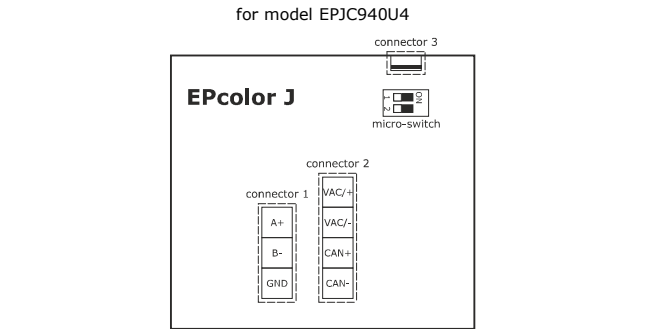 for model EPJC940U4
connector 3
EPcolor J
ON
1
2
micro-switch
connector 2
connector 1
VAC/+
A+
VAC/-
B-
CAN+
GND
CAN-